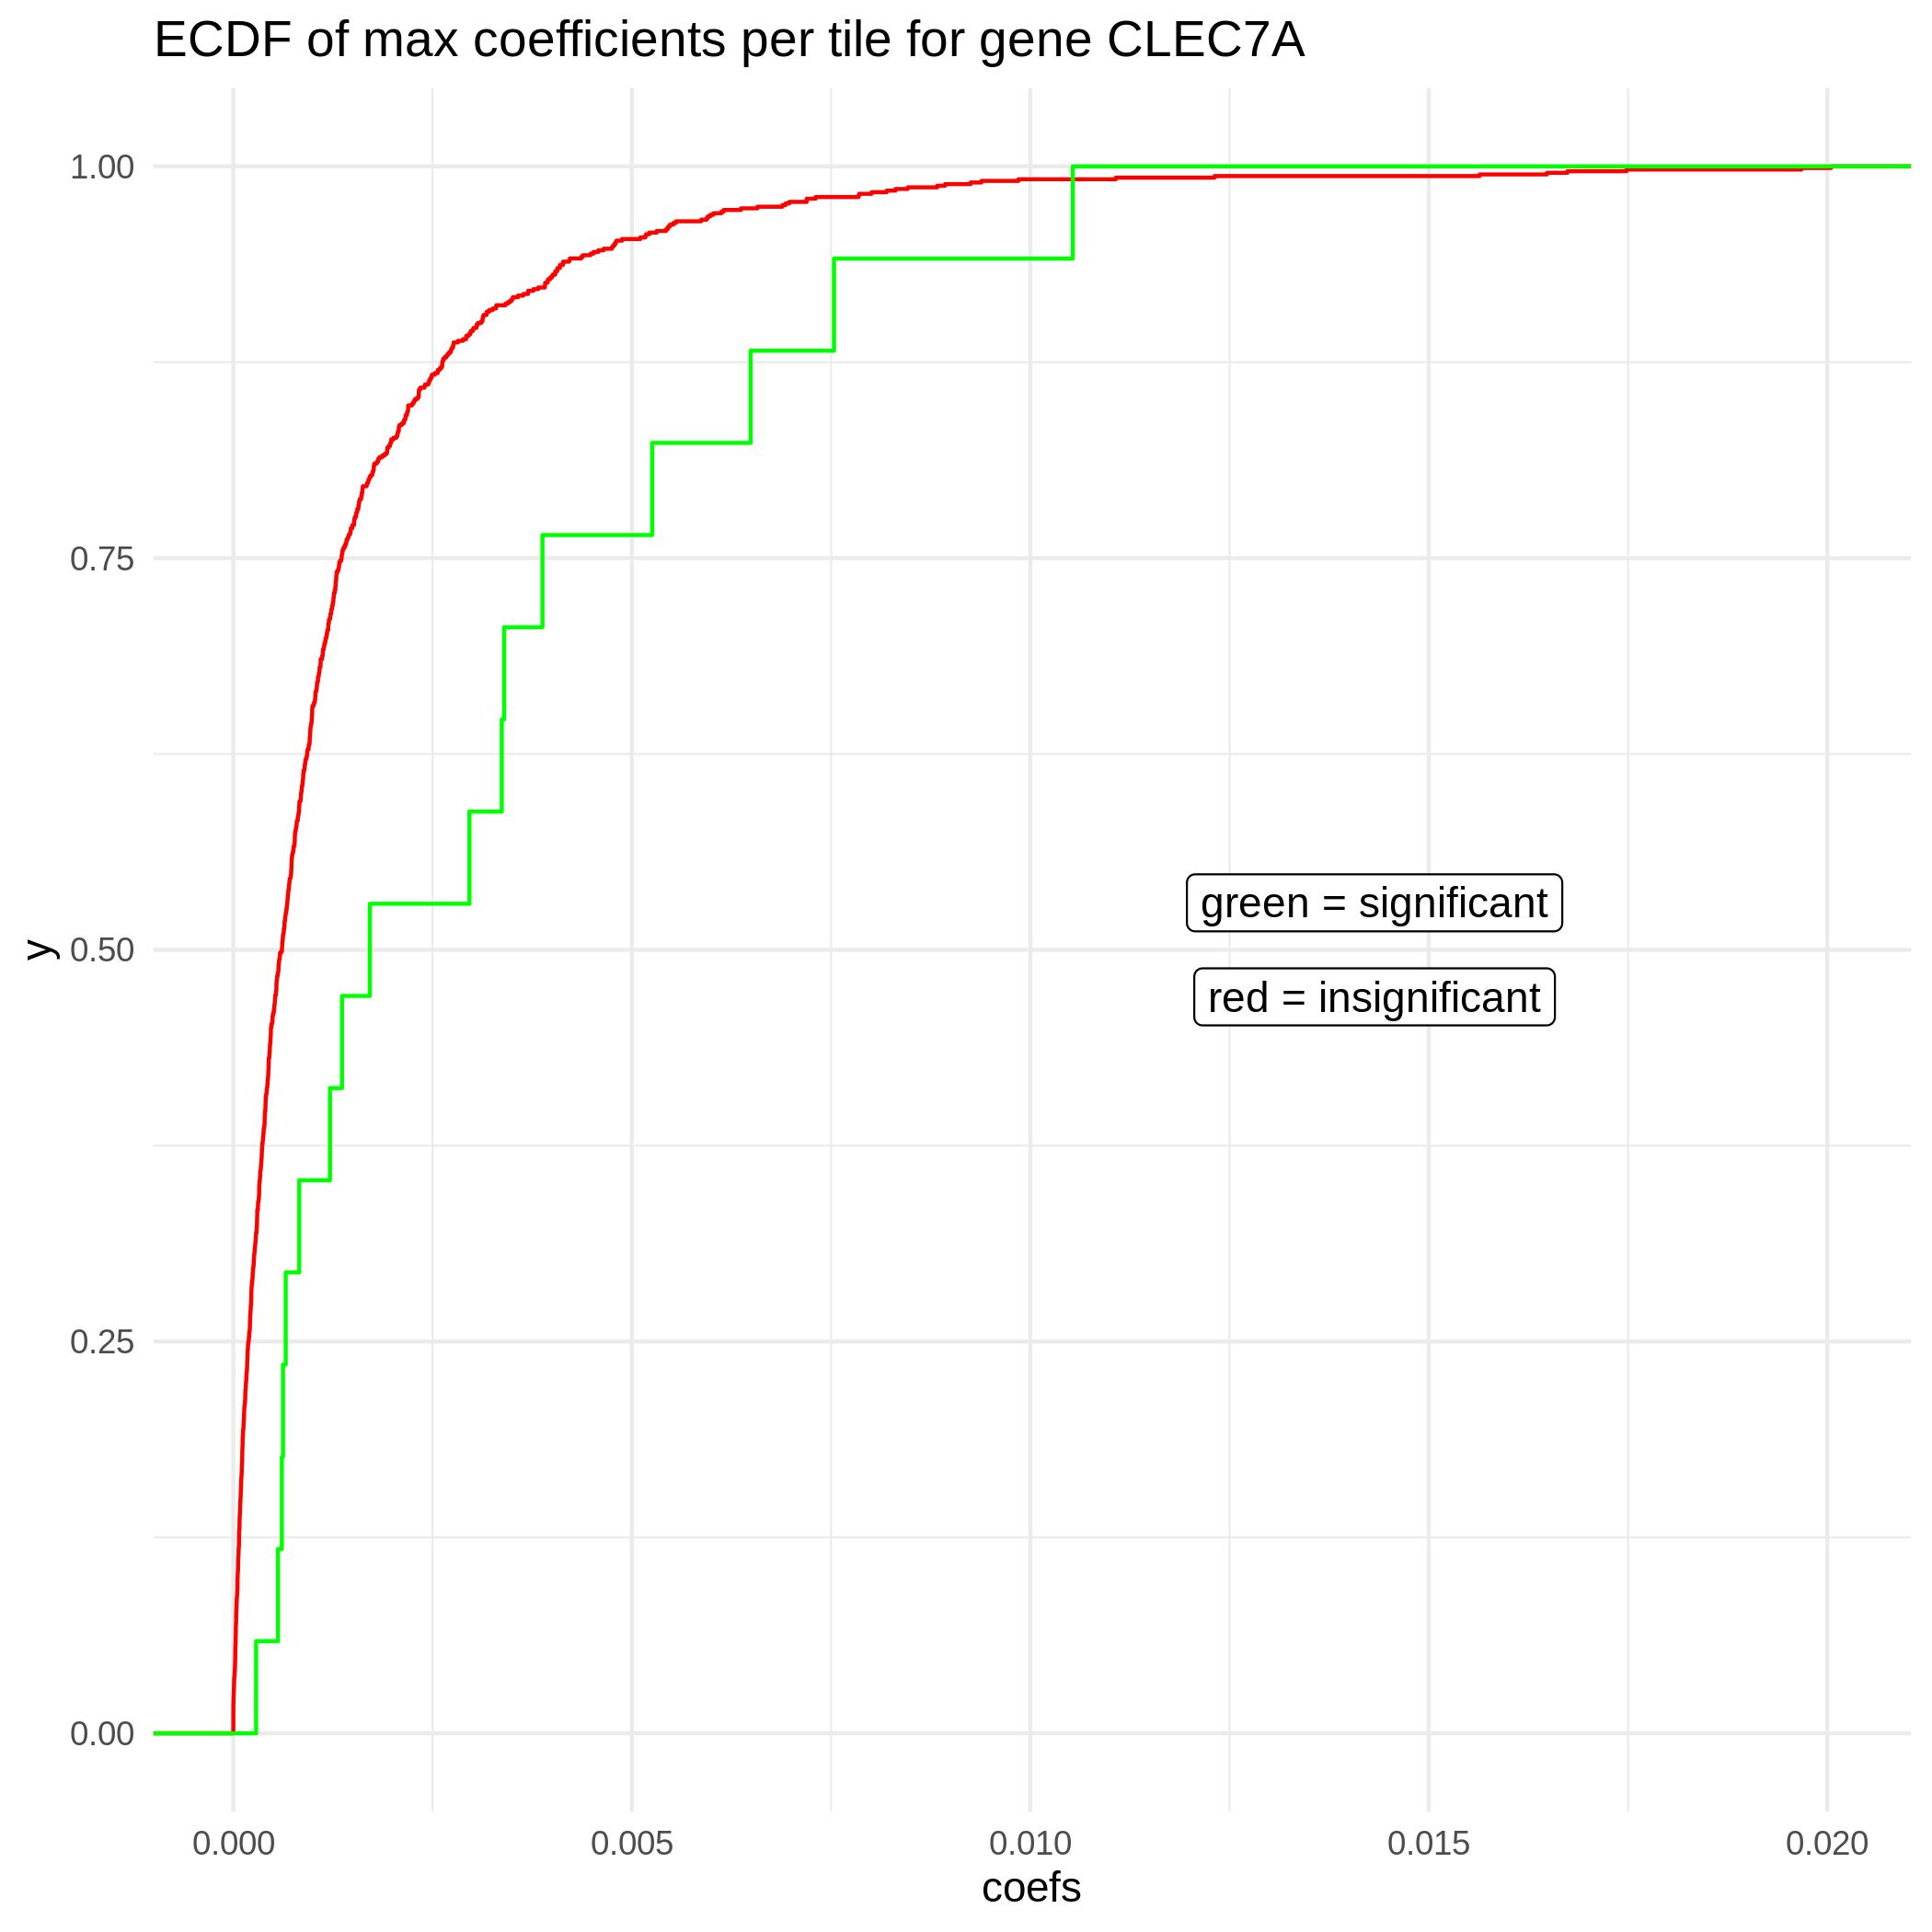 ECDF of max coefficients per tile for gene CLEC7A
1.00
0.75
0.50
0.25
0.00
y
green = significant
red = insignificant
0.000 0.005 0.010 0.015 0.020
coefs